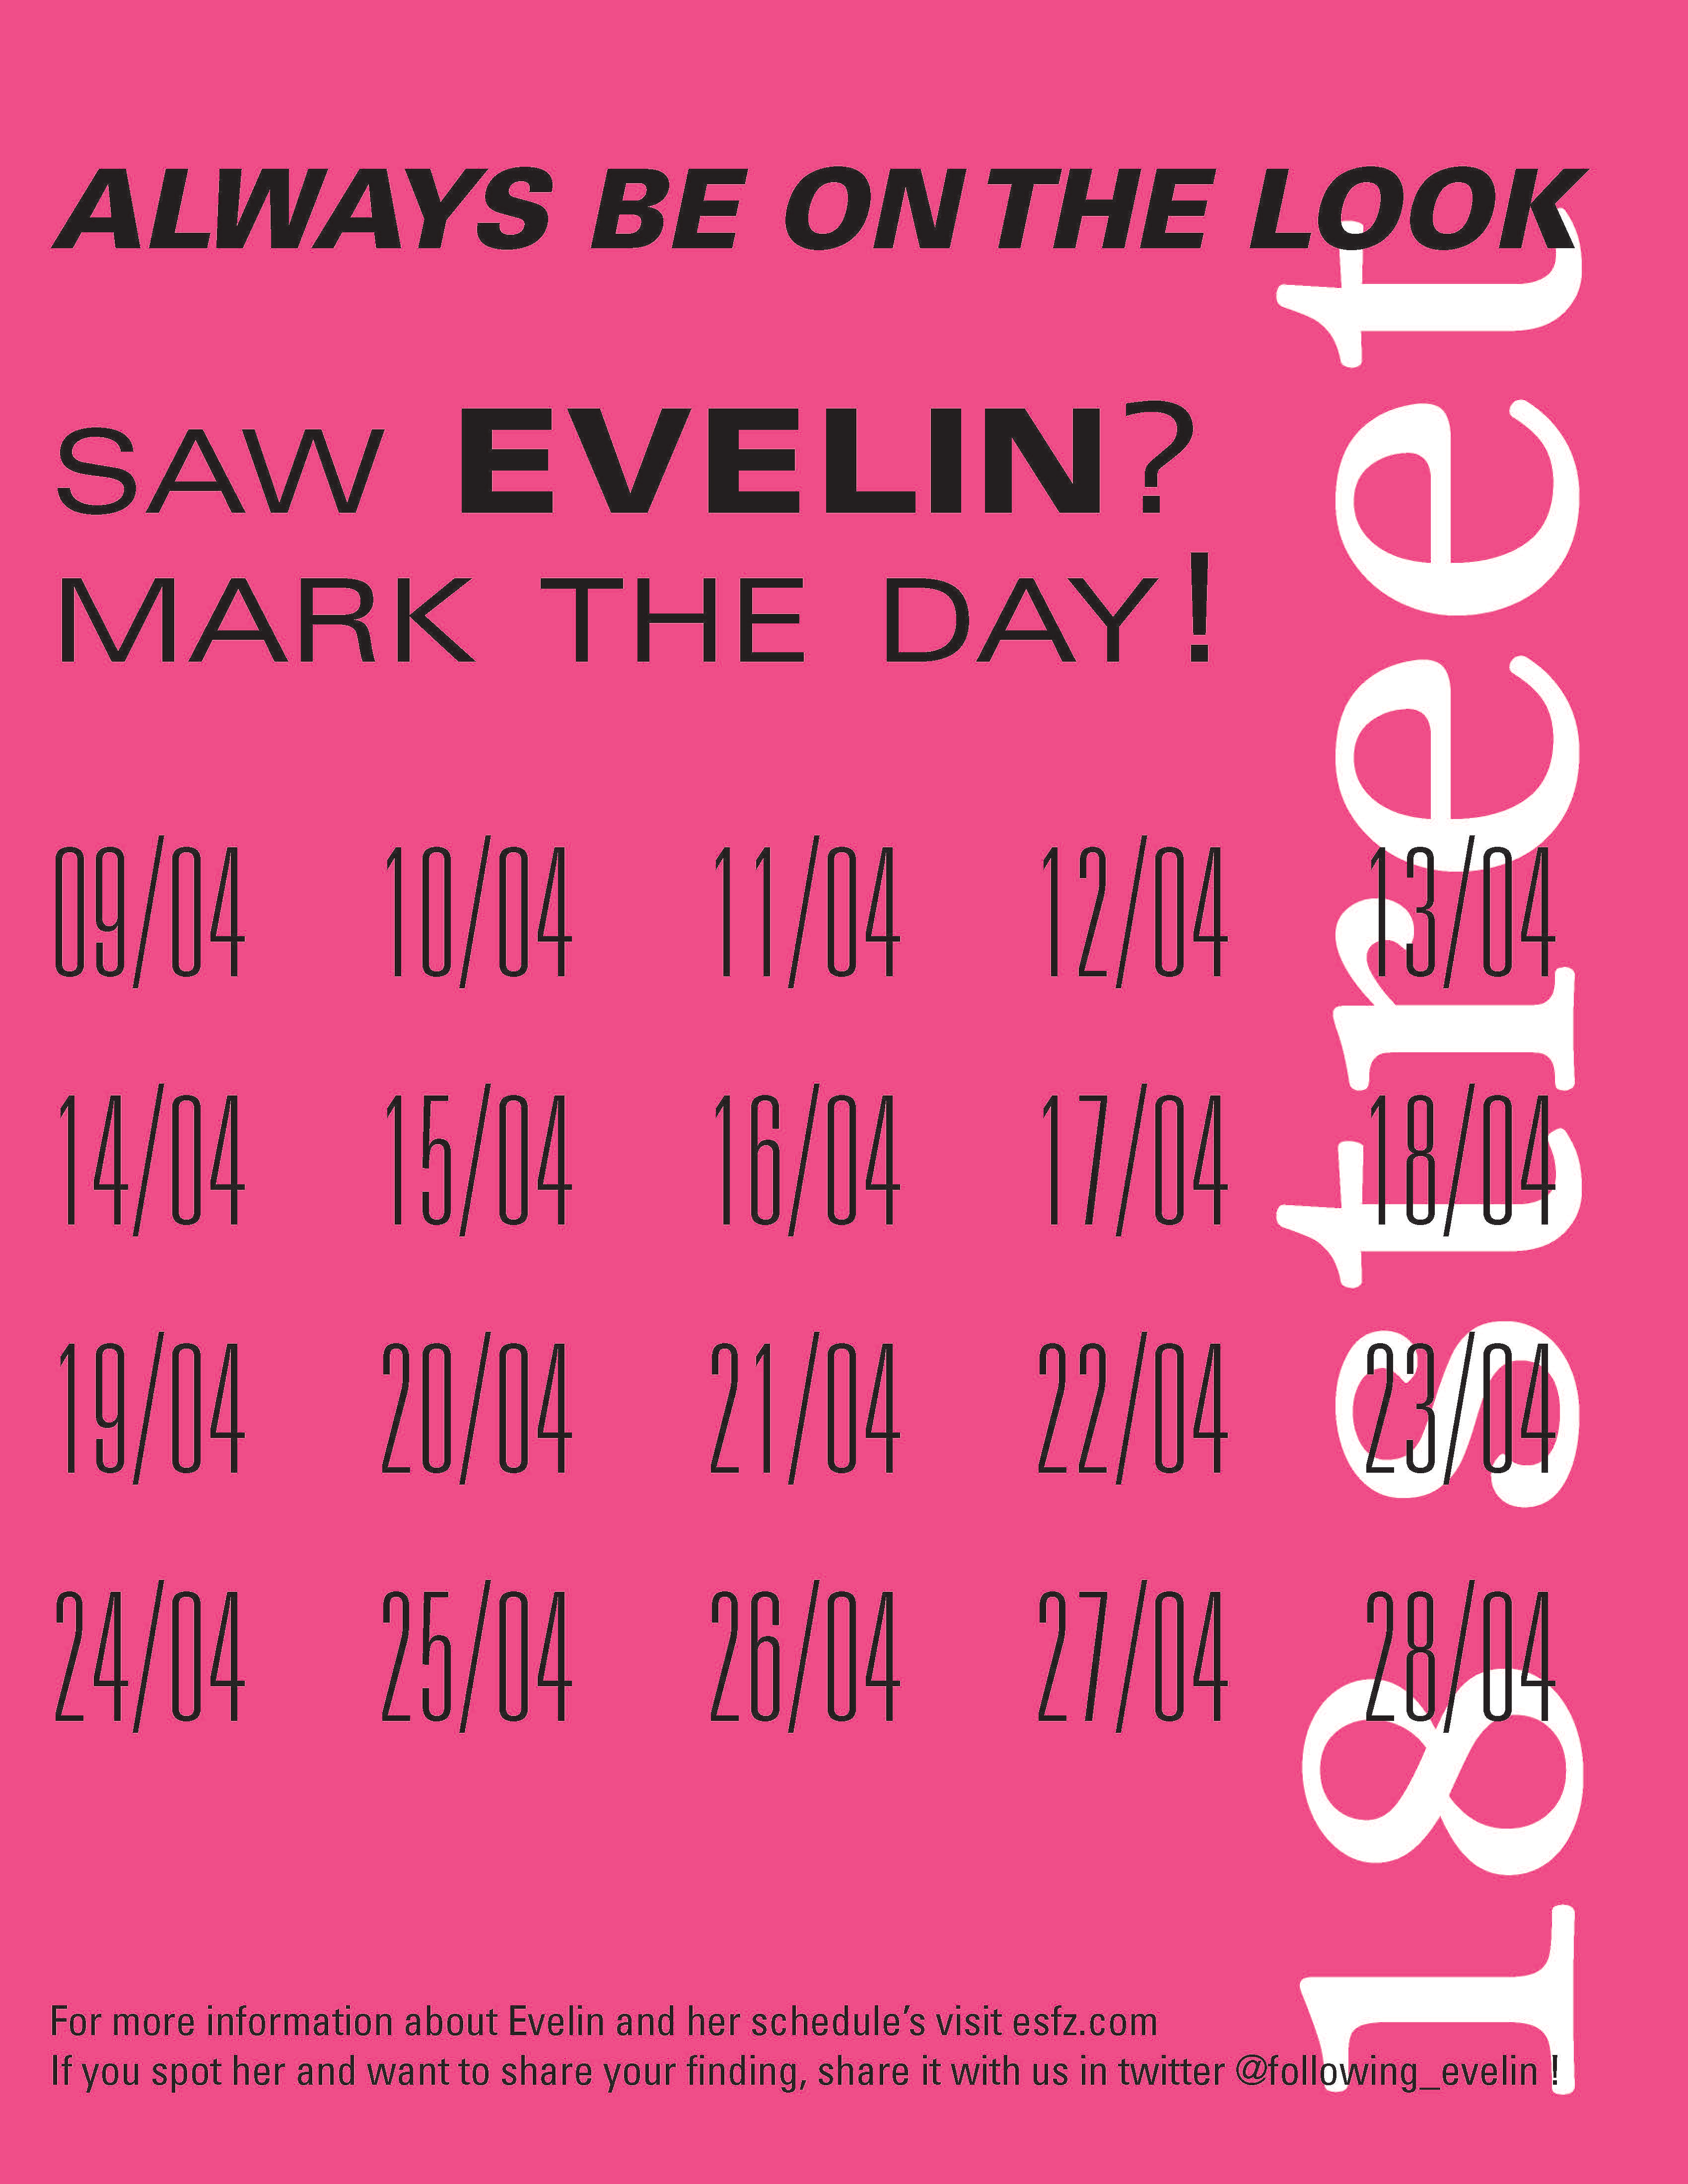 ALWAYS BE ON THE LOOK
SAW EVELIN?
MARK THE DAY!
09/04 10/04 11/04 12/04 13/04
14/04 15/04 16/04 17/04 18/04
19/04 20/04 21/04 22/04 23/04
24/04 25/04 26/04 27/04 28/04
18street
For more information about Evelin and her schedule’s visit esfz.com
If you spot her and want to share your finding, share it with us in twitter @following_evelin !